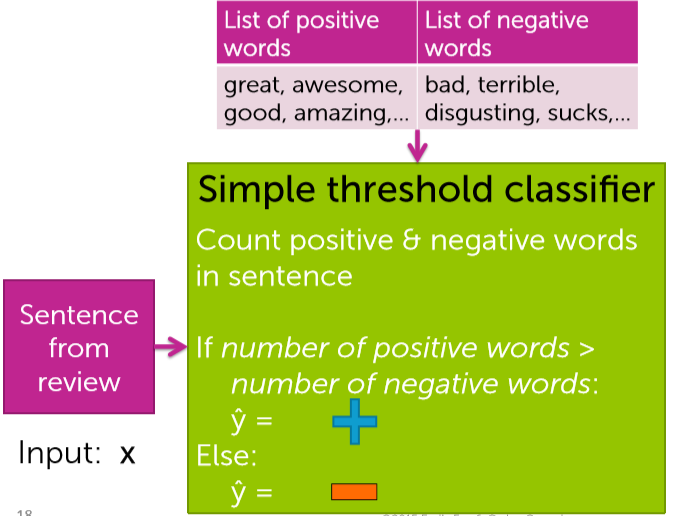 List of positive words
List of negative words
great, awesome,
good, amazing,...
bad, terrible,
disgusting, sucks,...
Simple threshold classifier
Count positive & negative words
in sentence
Sentence
from
review
Input: x
If number of positive words >
number of negative words:
ŷ =
Else:
ŷ =
18